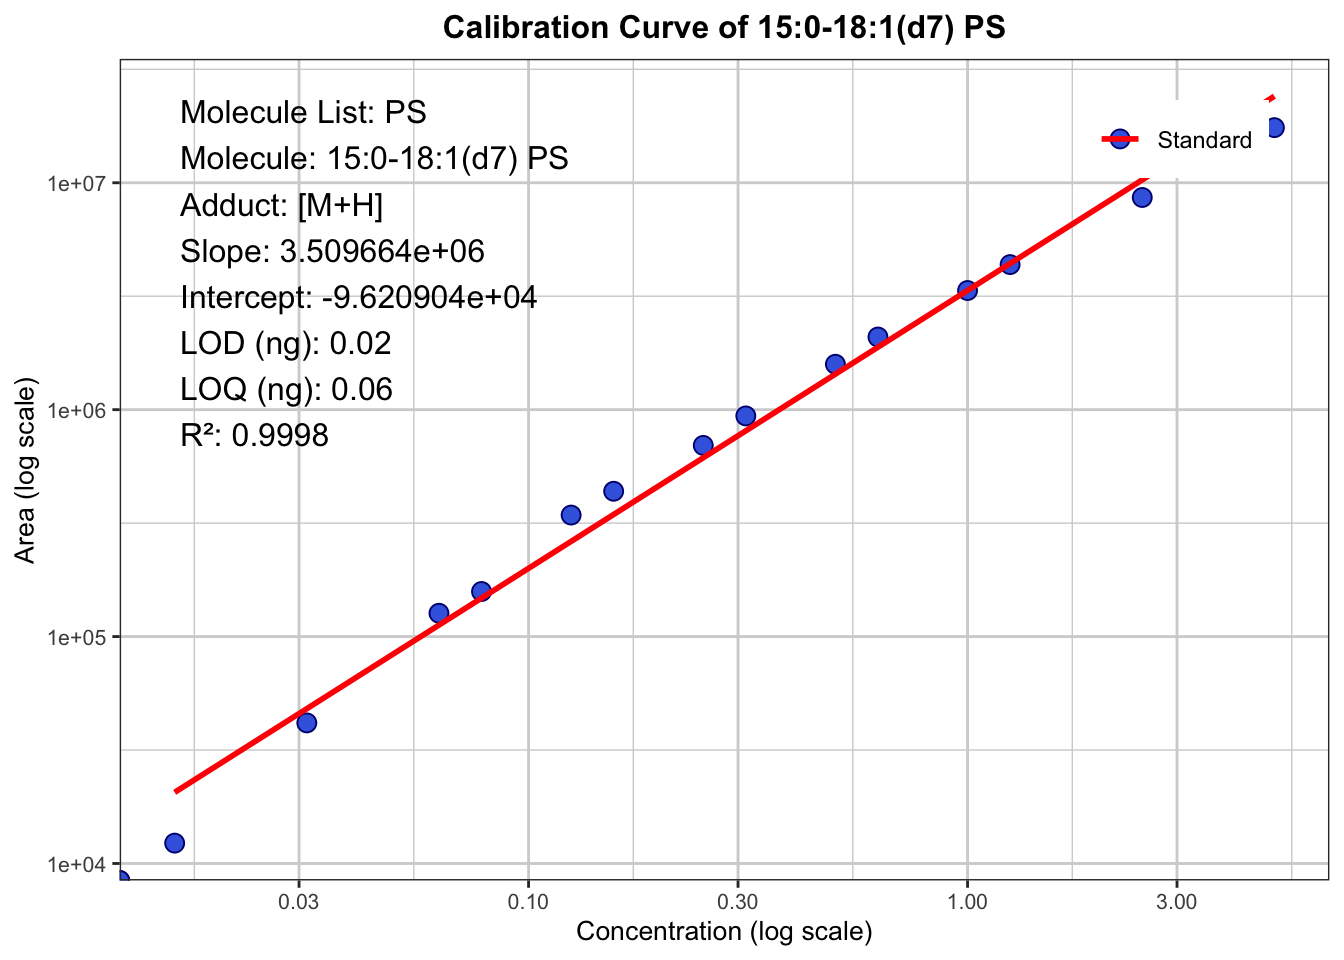 Calibration Curve of 15:0-18:1(d7) PS
Molecule List: PS
Molecule: 15:0-18:1(d7) PS
Adduct: [M+H]
Slope: 3.509664e+06
Intercept: -9.620904e+04
LOD (ng): 0.02
LOQ (ng): 0.06
R²: 0.9998
Standard
Area (log scale)
1e+07
1e+06
1e+05
1e+04
0.03 0.10 0.30 1.00 3.00
Concentration (log scale)